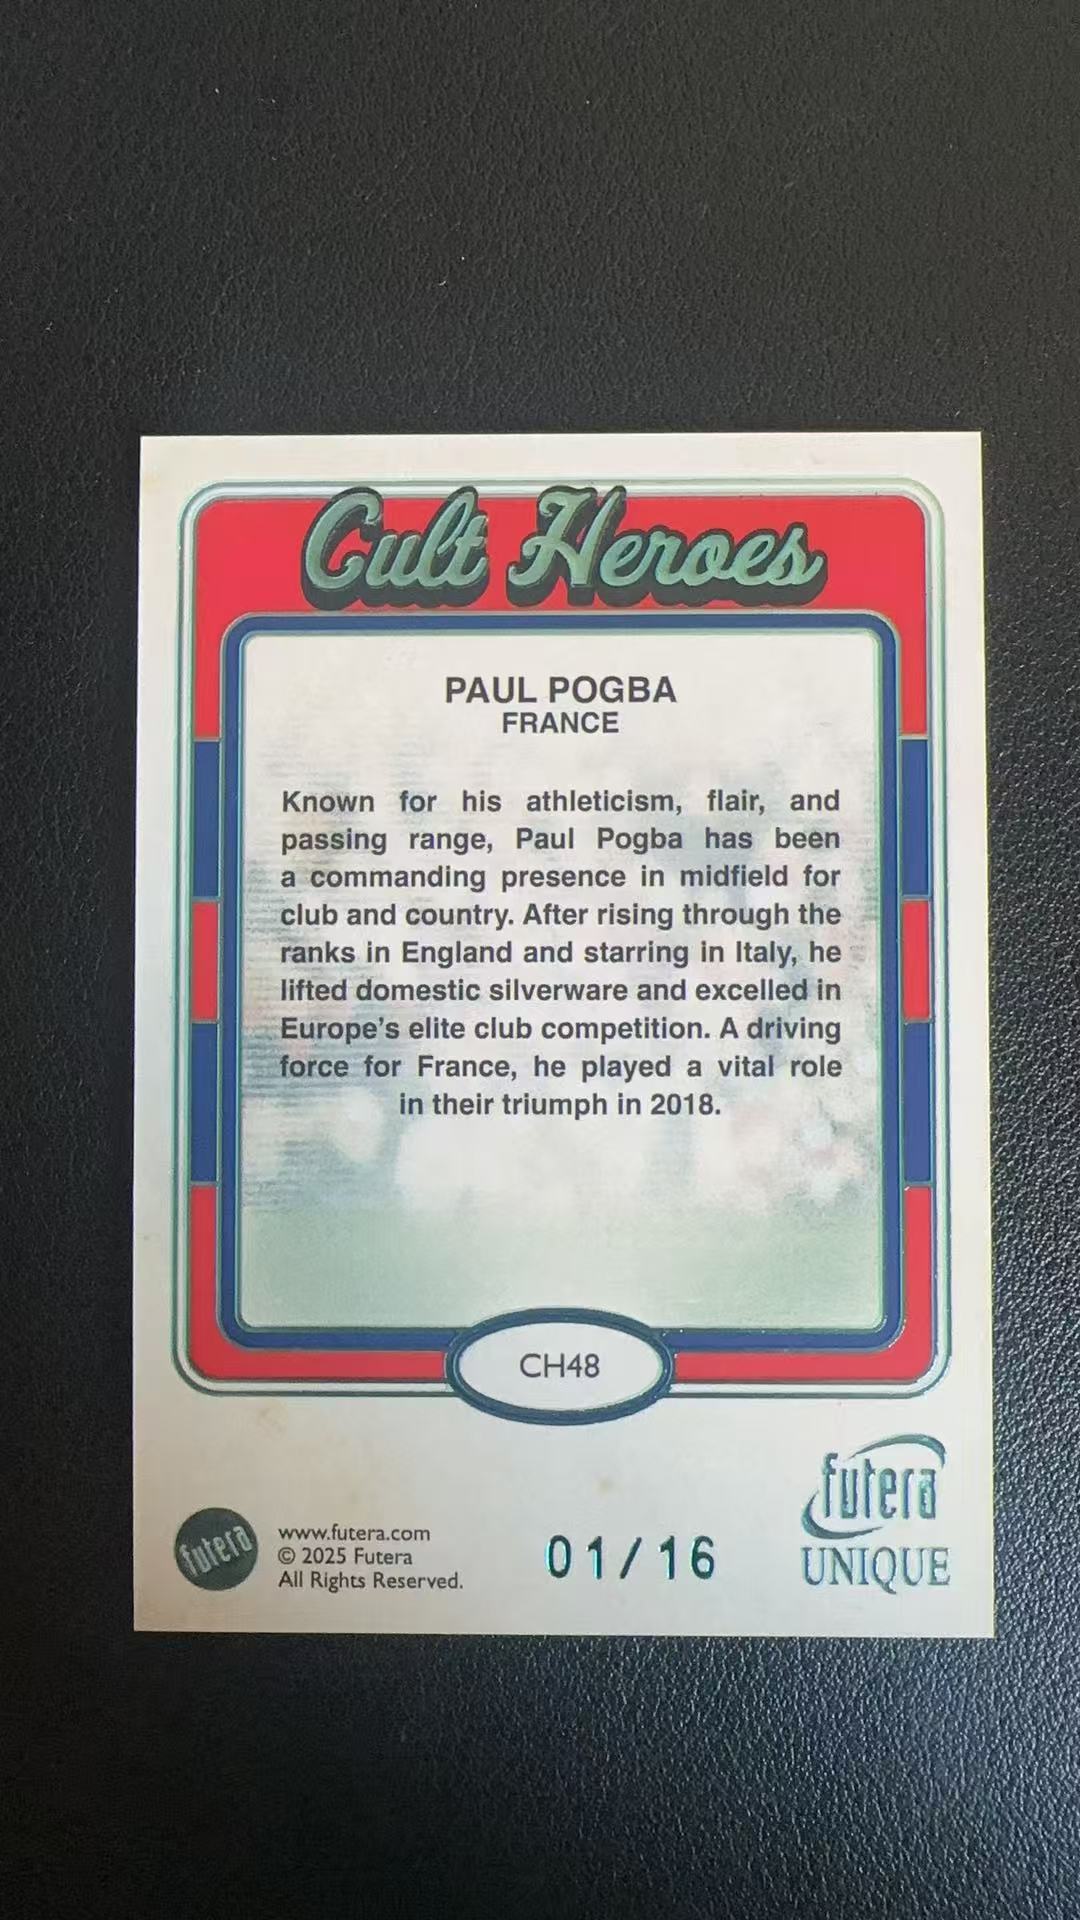 Cult Heroes
PAUL POGBA
FRANCE
Known for his athleticism, flair, and
passing range, Paul Pogba has been
a commanding presence in midfield for
club and country. After rising through the
ranks in England and starring in Italy, he
lifted domestic silverware and excelled in
Europe's elite club competition. A driving
force for France, he played a vital role
in their triumph in 2018.
CH48
futera
www.futera.com
© 2025 Futera
All Rights Reserved.
01/16
futera
UNIQUE